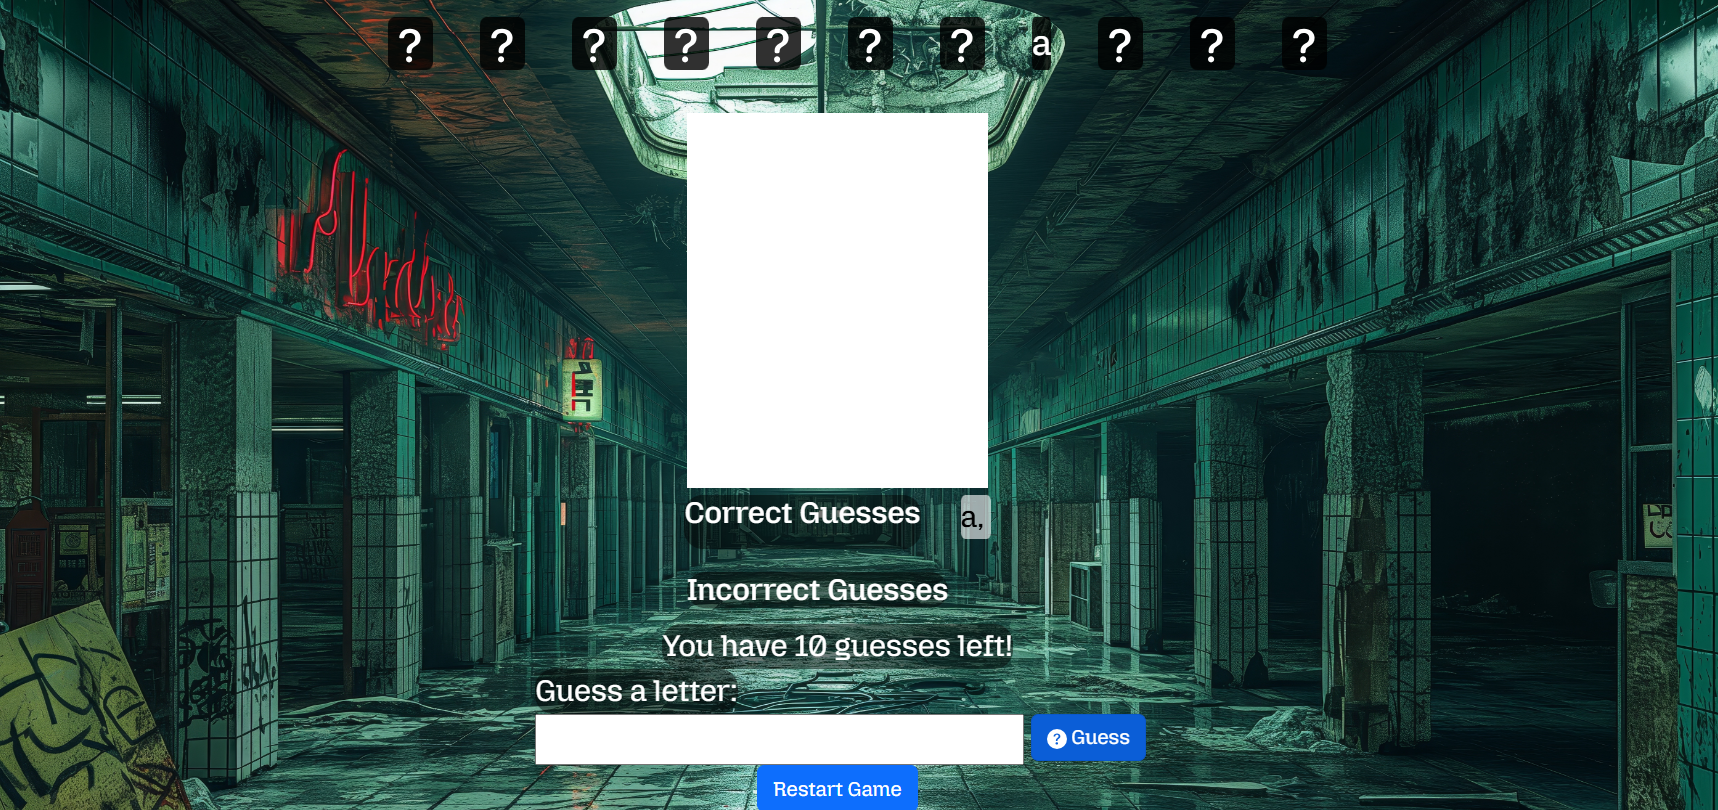 ? ? ? ? ? ? ? a ? ? ?
Correct Guesses a,
Incorrect Guesses
You have 10 guesses left!
Guess a letter:
? Guess
Restart Game